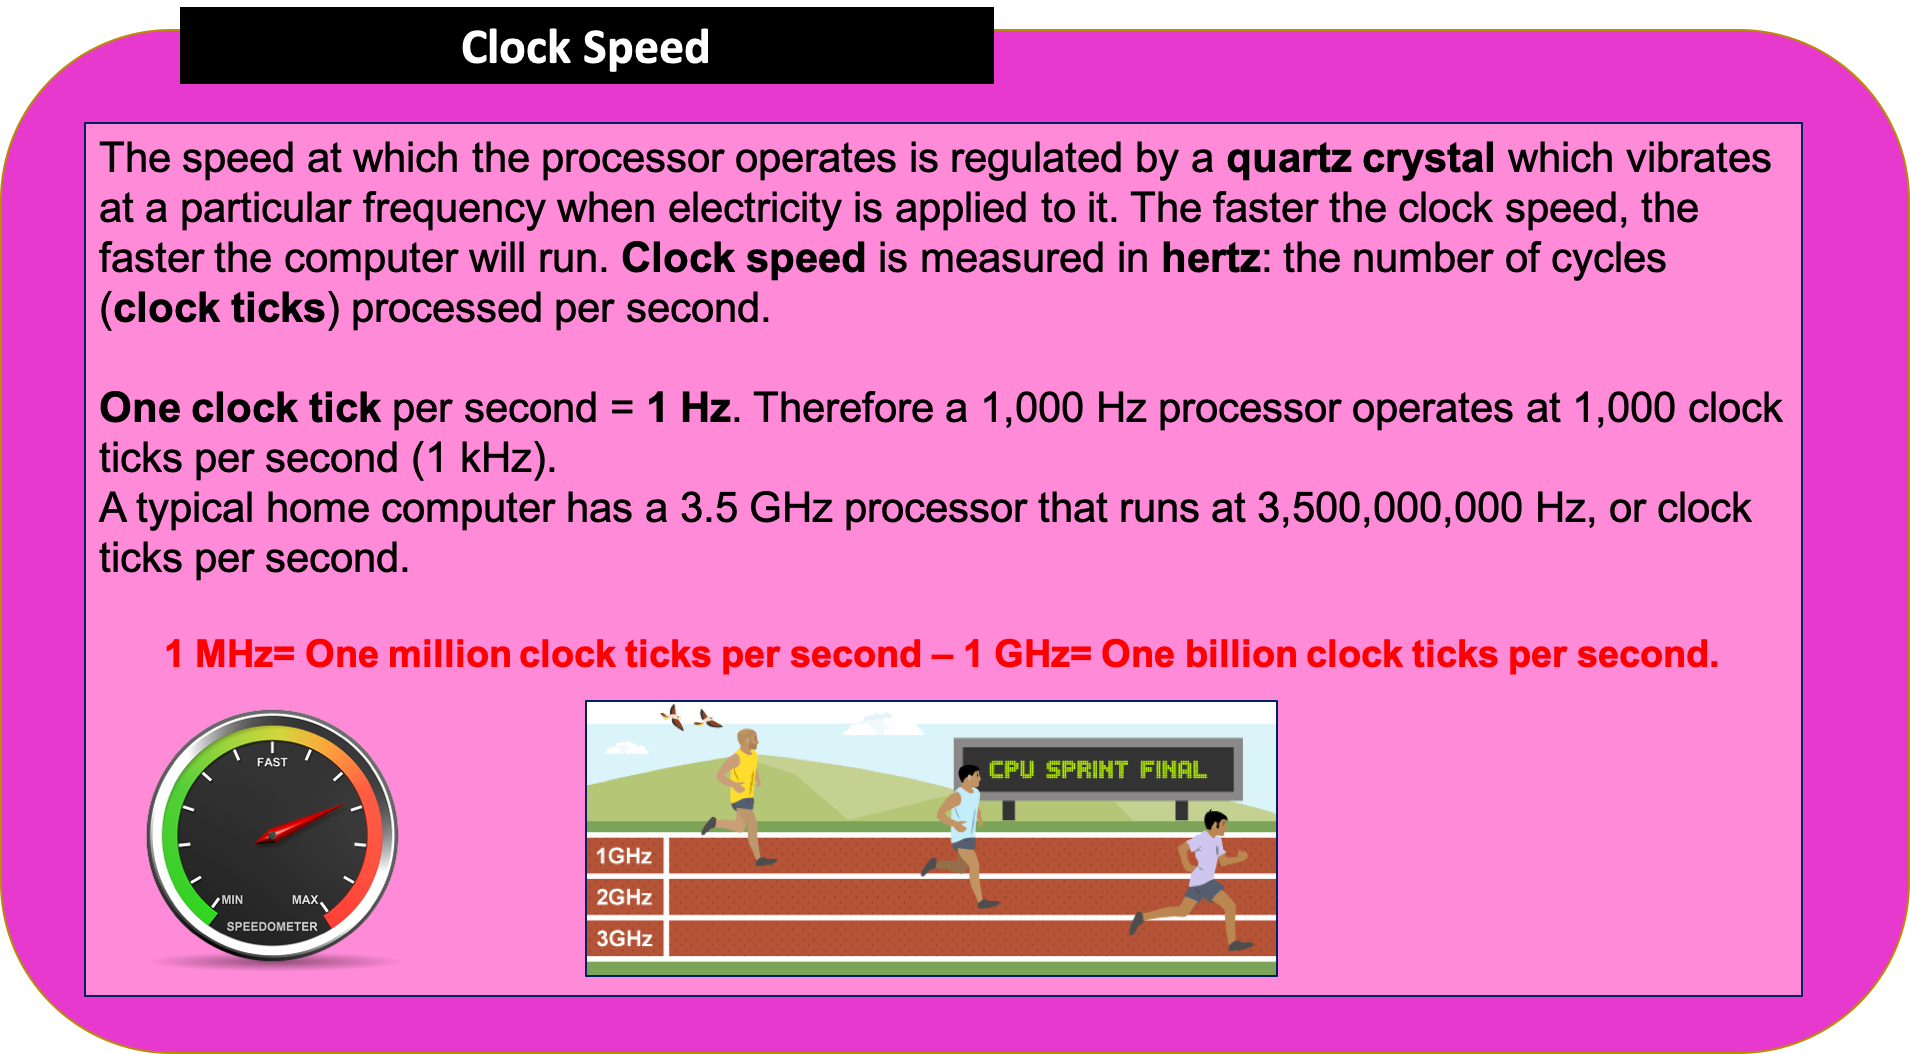 Clock Speed
The speed at which the processor operates is regulated by a quartz crystal which vibrates
at a particular frequency when electricity is applied to it. The faster the clock speed, the
faster the computer will run. Clock speed is measured in hertz: the number of cycles
(clock ticks) processed per second.
One clock tick per second = 1 Hz. Therefore a 1,000 Hz processor operates at 1,000 clock
ticks per second (1 kHz).
A typical home computer has a 3.5 GHz processor that runs at 3,500,000,000 Hz, or clock
ticks per second.
1 MHz= One million clock ticks per second – 1 GHz= One billion clock ticks per second.
FAST
MIN MAX
SPEEDOMETER
CPU SPRINT FINAL
1GHz
2GHz
3GHz